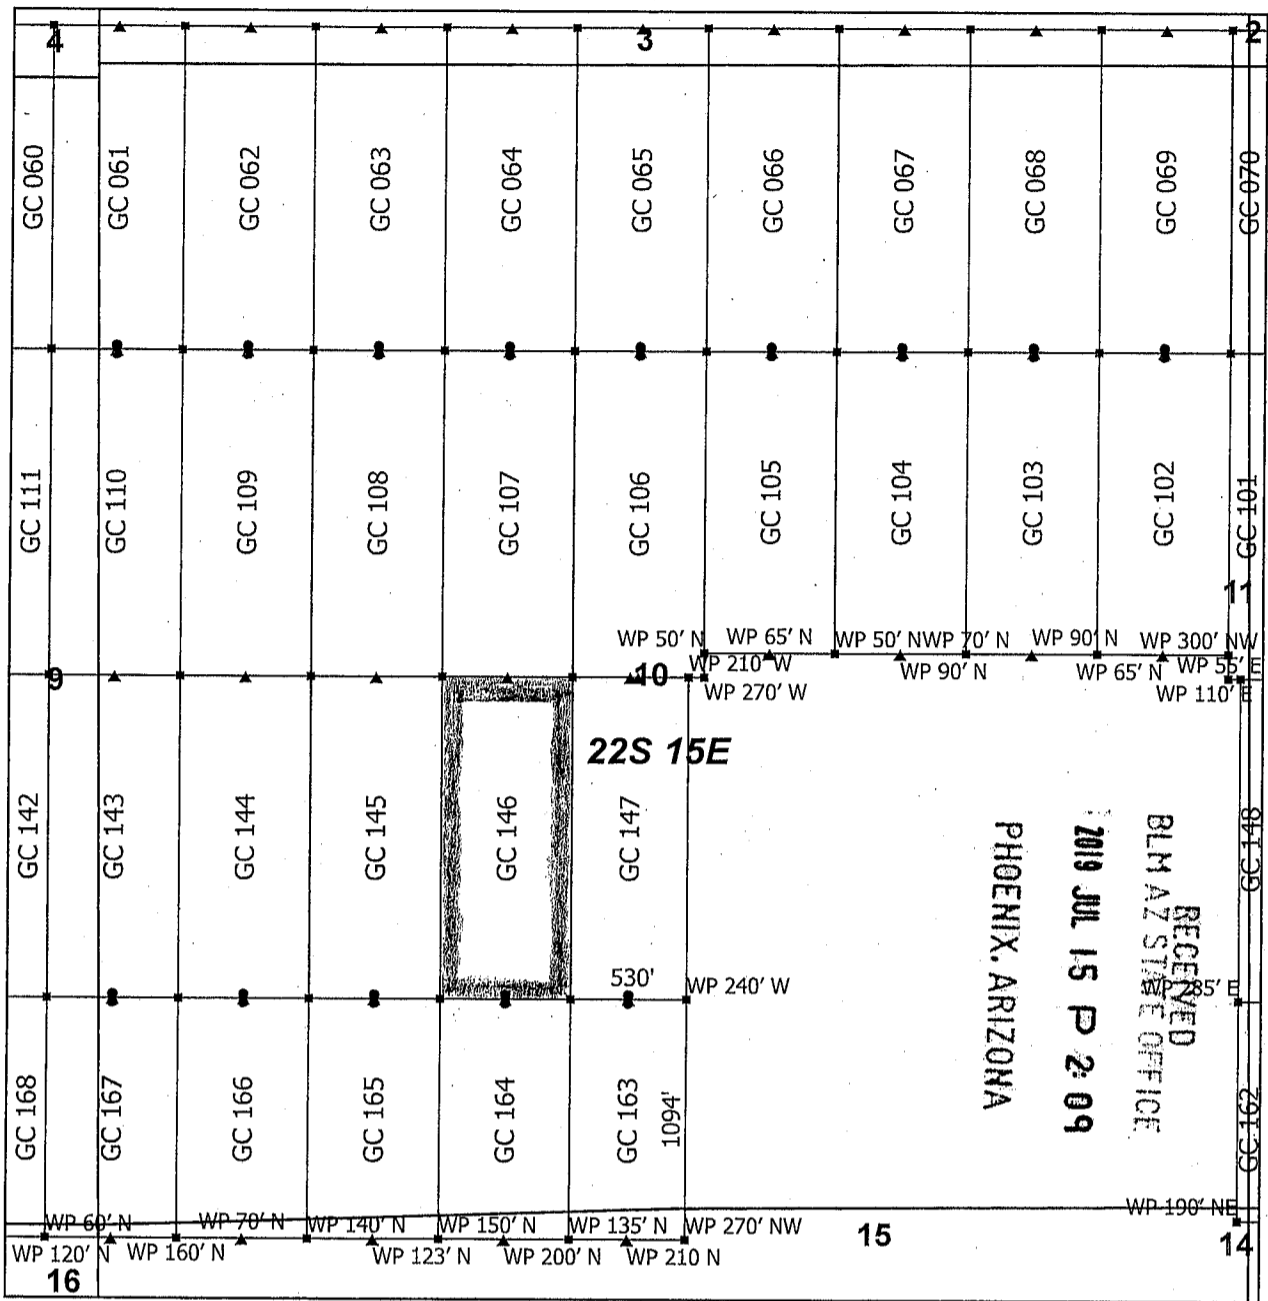 4
3
2
GC 060
GC 061
GC 062
GC 063
GC 064
GC 065
GC 066
GC 067
GC 068
GC 069
GC 070
GC 111
GC 110
GC 109
GC 108
GC 107
GC 106
GC 105
GC 104
GC 103
GC 102
GC 101
11
WP 50' N
WP 65' N
WP 50' N
WP 70' N
WP 90' N
WP 300' NW
WP 210' W
WP 90' N
WP 65' N
WP 55' E
9
10
WP 270' W
WP 110' E
22S 15E
GC 142
GC 143
GC 144
GC 145
GC 146
GC 147
GC 148
RECEIVED
BLM AZ STATE OFFICE
2019 JUL 15 P 2:09
PHOENIX, ARIZONA
530'
WP 240' W
WP 285' E
GC 168
GC 167
GC 166
GC 165
GC 164
GC 163
1094'
GC 162
WP 190' NE
WP 60' N
WP 70' N
WP 140' N
WP 150' N
WP 135' N
WP 270' NW
15
14
WP 120' N
WP 160' N
WP 123' N
WP 200' N
WP 210 N
16